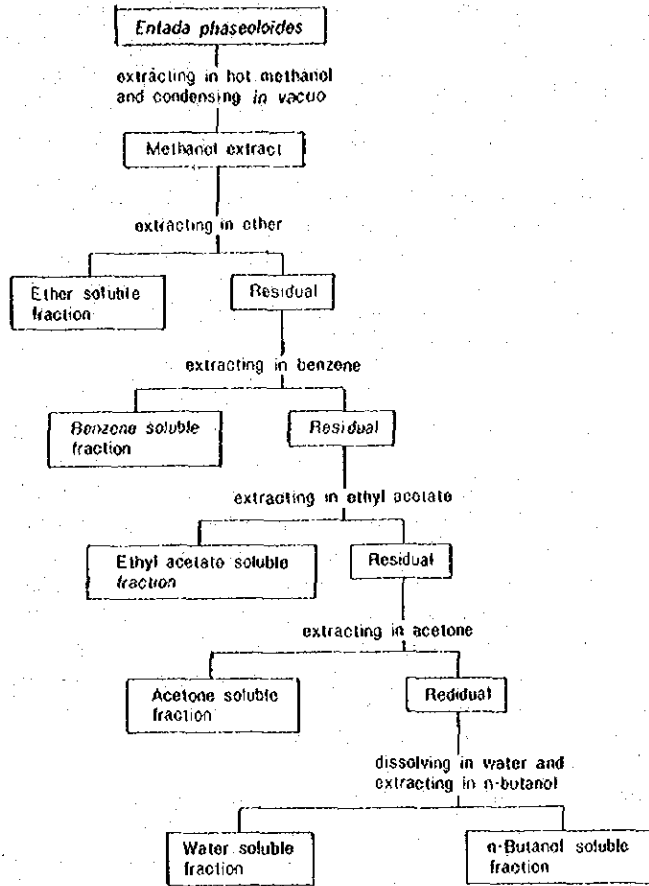 Entada phaseoloides
extracting in hot methanol
and condensing in vacuo
Methanol extract
extracting in ether
Ether soluble
fraction
Residual
extracting in benzene
Benzene soluble
fraction
Residual
extracting in ethyl acetate
Ethyl acetate soluble
fraction
Residual
extracting in acetone
Acetone soluble
fraction
Redidual
dissolving in water and
extracting in n-butanol
Water soluble
fraction
n-Butanol soluble
fraction